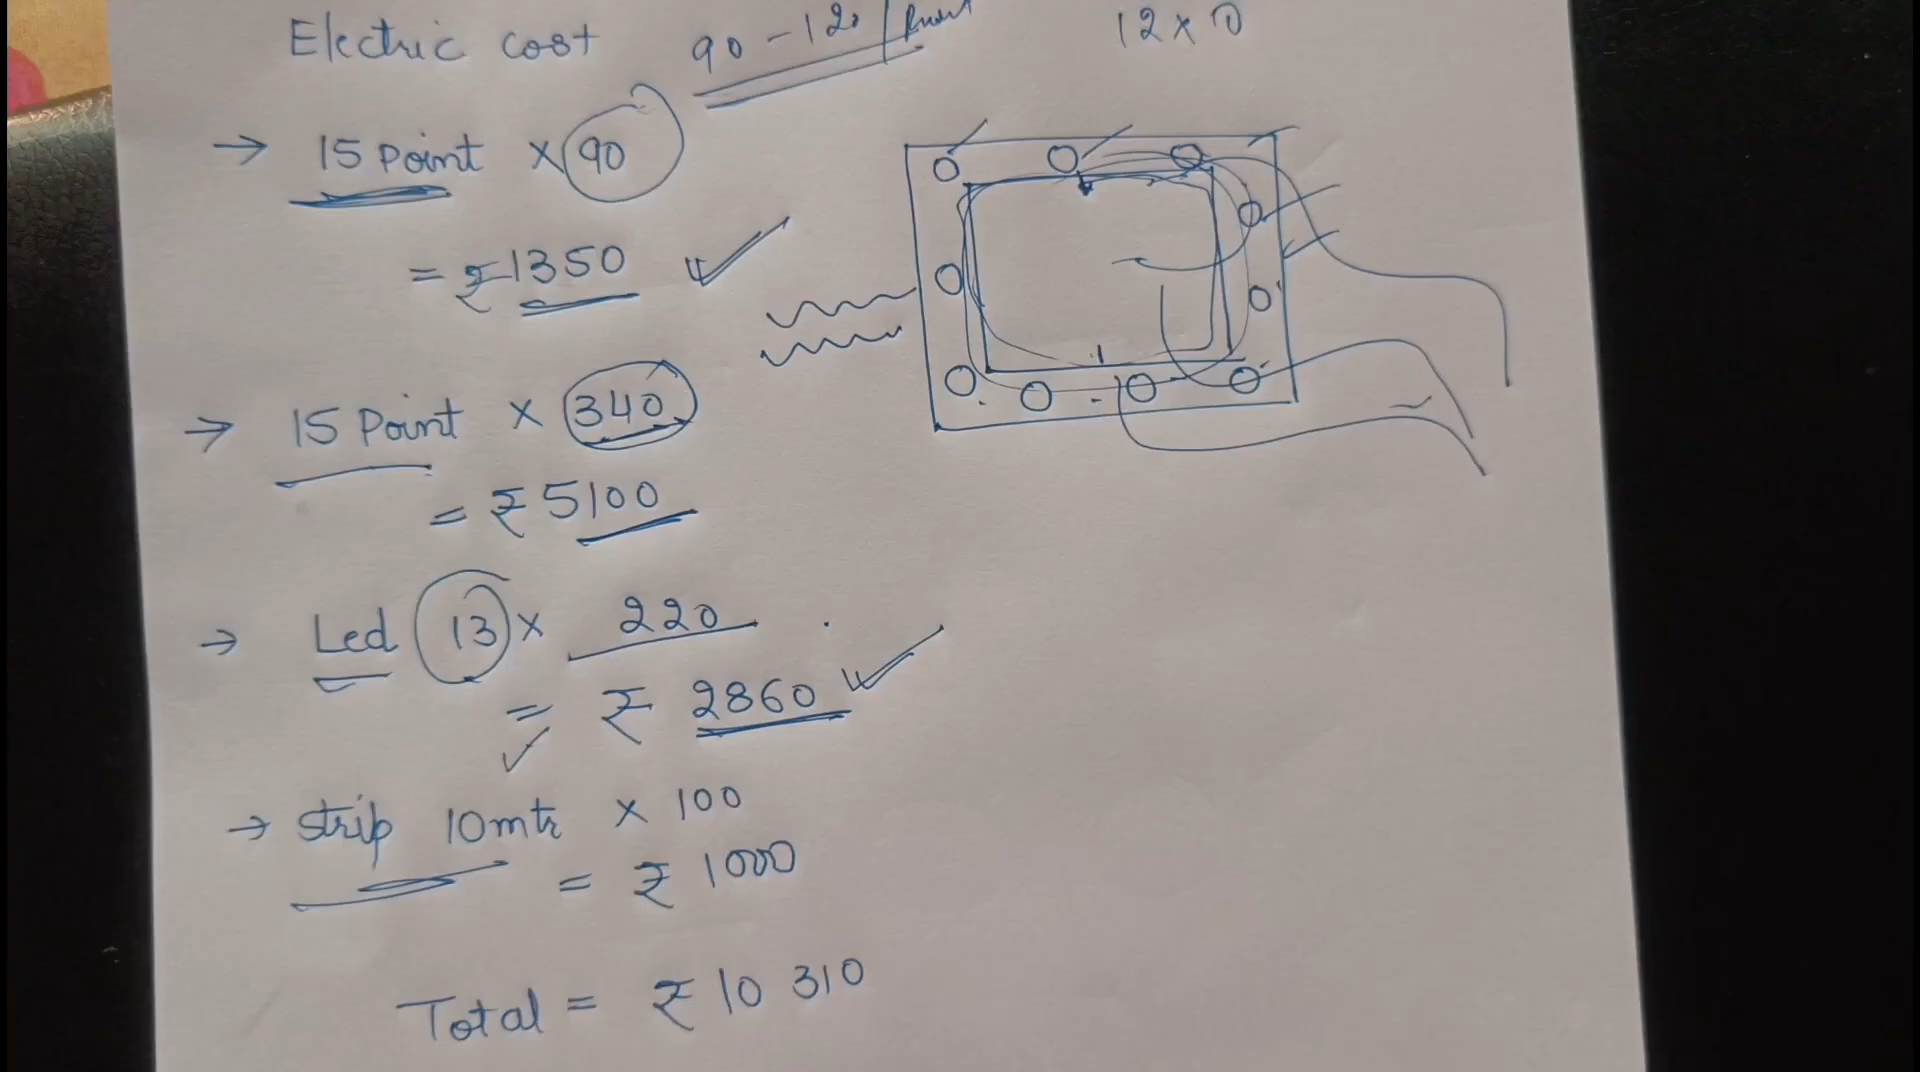 Electric cost 90 - 120 / Point
12 x
→ 15 Point x 90
= ₹ 1350
→ 15 Point x 340
= ₹ 5100
→ Led 13 x 220
= ₹ 2860
→ Strip 10mtr x 100
= ₹ 1000
Total = ₹ 10 310